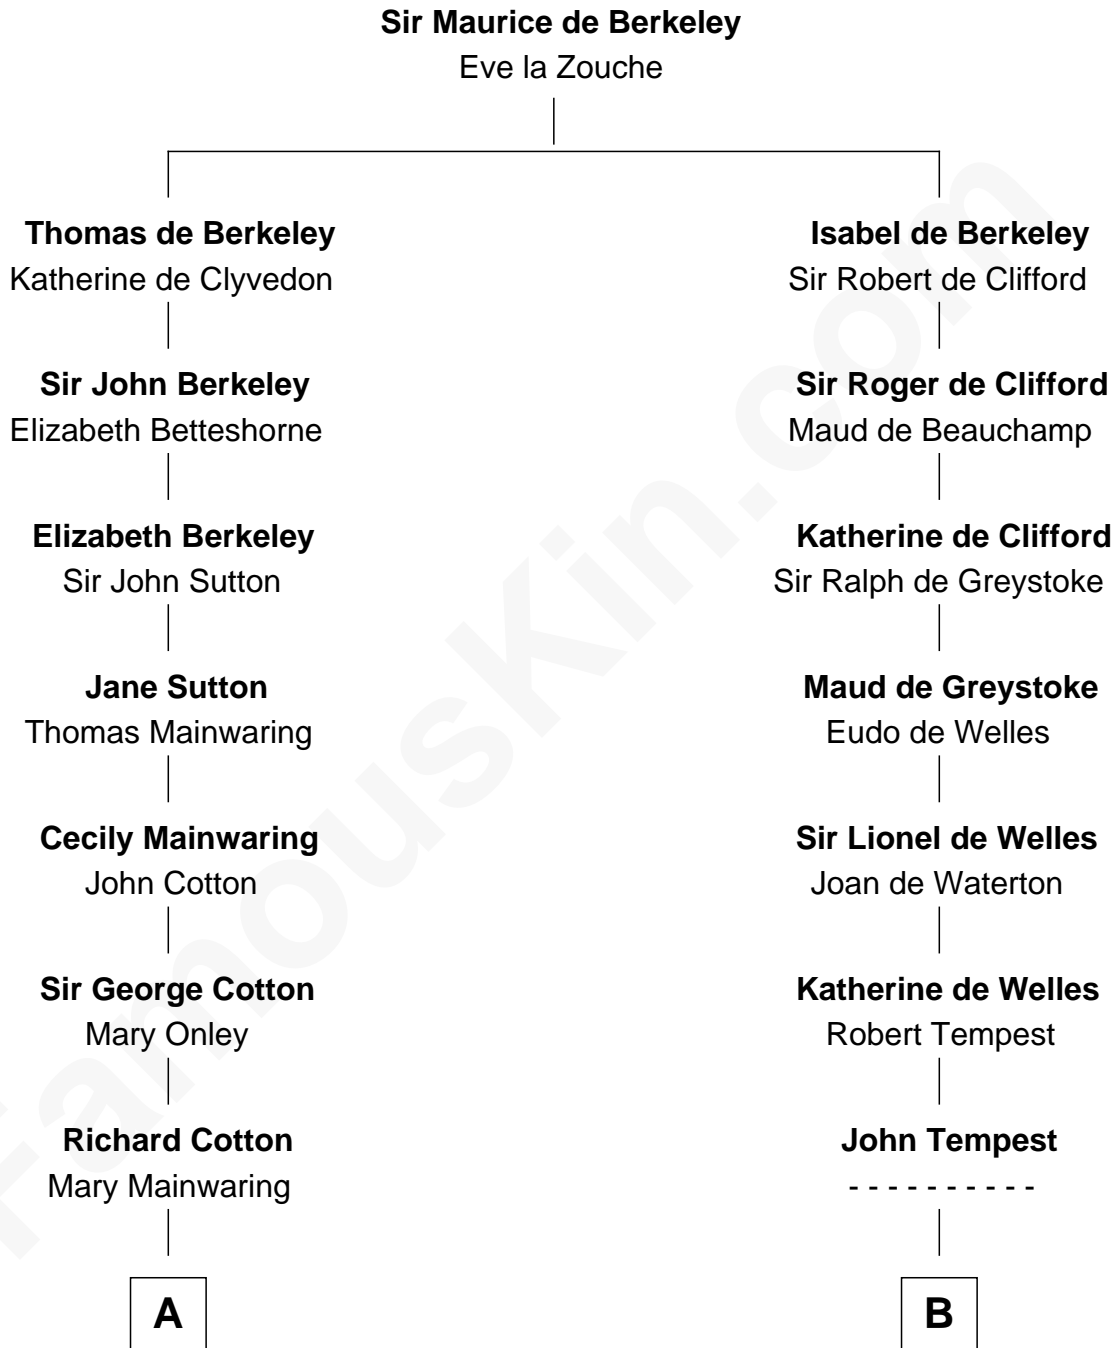 Sir Maurice de Berkeley
Eve la Zouche
Thomas de Berkeley
Katherine de Clyvedon
Isabel de Berkeley
Sir Robert de Clifford
Sir John Berkeley
Elizabeth Betteshorne
Sir Roger de Clifford
Maud de Beauchamp
Elizabeth Berkeley
Sir John Sutton
Katherine de Clifford
Sir Ralph de Greystoke
Jane Sutton
Thomas Mainwaring
Maud de Greystoke
Eudo de Welles
Cecily Mainwaring
John Cotton
Sir Lionel de Welles
Joan de Waterton
Sir George Cotton
Mary Onley
Katherine de Welles
Robert Tempest
Richard Cotton
Mary Mainwaring
John Tempest
- - - - - - - - - -
A
B
FamousKin.com